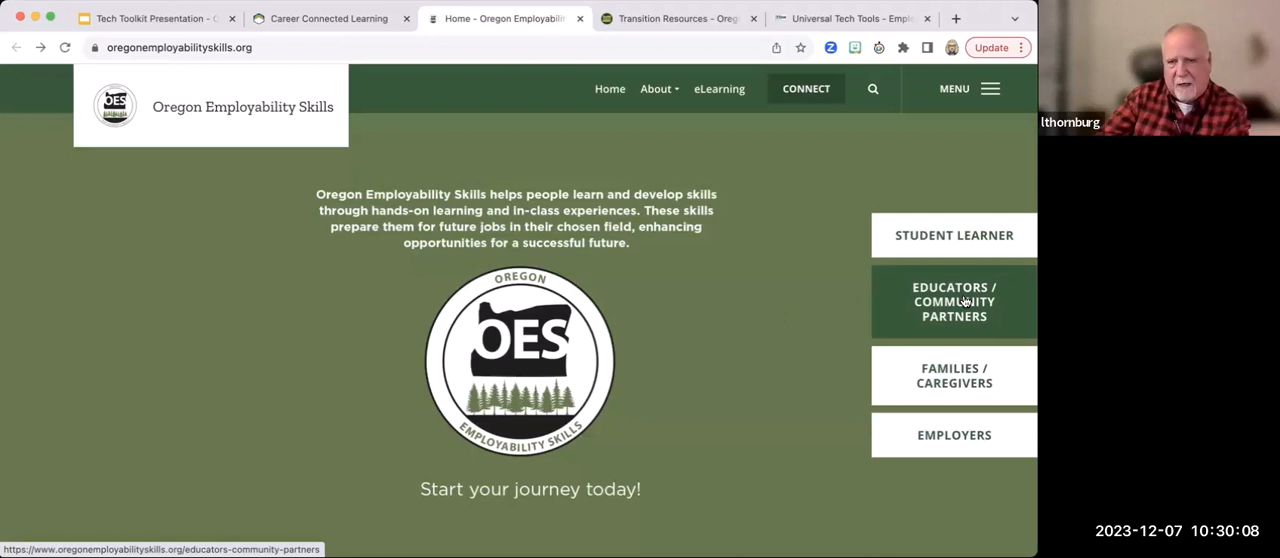 Tech Toolkit Presentation - G
Career Connected Learning
Home - Oregon Employabilit
Transition Resources - Oreg
Universal Tech Tools - Emple
oregonemployabilityskills.org
Update
OES
Oregon Employability Skills
Home
About
eLearning
CONNECT
MENU
lthornburg
Oregon Employability Skills helps people learn and develop skills
through hands-on learning and in-class experiences. These skills
prepare them for future jobs in their chosen field, enhancing
opportunities for a successful future.
STUDENT LEARNER
EDUCATORS /
COMMUNITY
PARTNERS
FAMILIES /
CAREGIVERS
EMPLOYERS
OREGON
OES
EMPLOYABILITY SKILLS
Start your journey today!
2023-12-07 10:30:08
https://www.oregonemployabilityskills.org/educators-community-partners